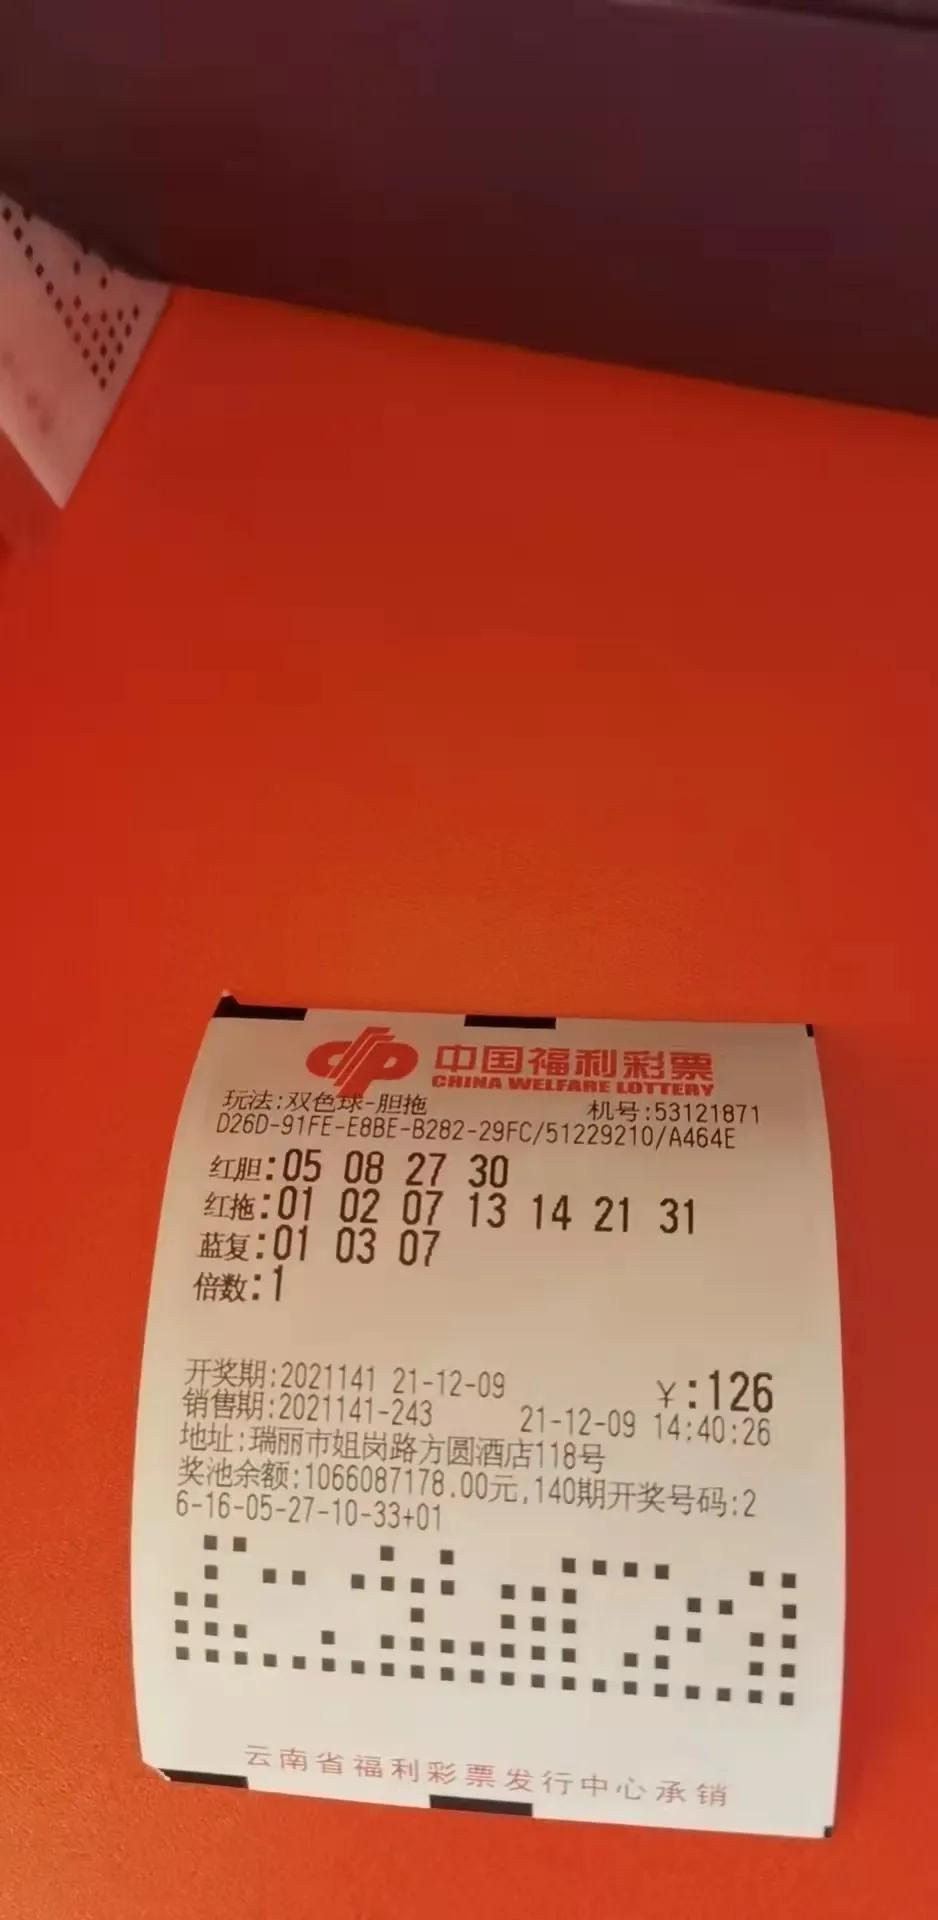 中国福利彩票
CHINA WELFARE LOTTERY
玩法:双色球-胆拖 机号:53121871
D26D-91FE-E8BE-B282-29FC/51229210/A464E
红胆:05 08 27 30
红拖:01 02 07 13 14 21 31
蓝复:01 03 07
倍数:1
开奖期:2021141 21-12-09 ¥:126
销售期:2021141-243 21-12-09 14:40:26
地址:瑞丽市姐岗路方圆酒店118号
奖池余额:1066087178.00元,140期开奖号码:2
6-16-05-27-10-33+01
云南省福利彩票发行中心承销